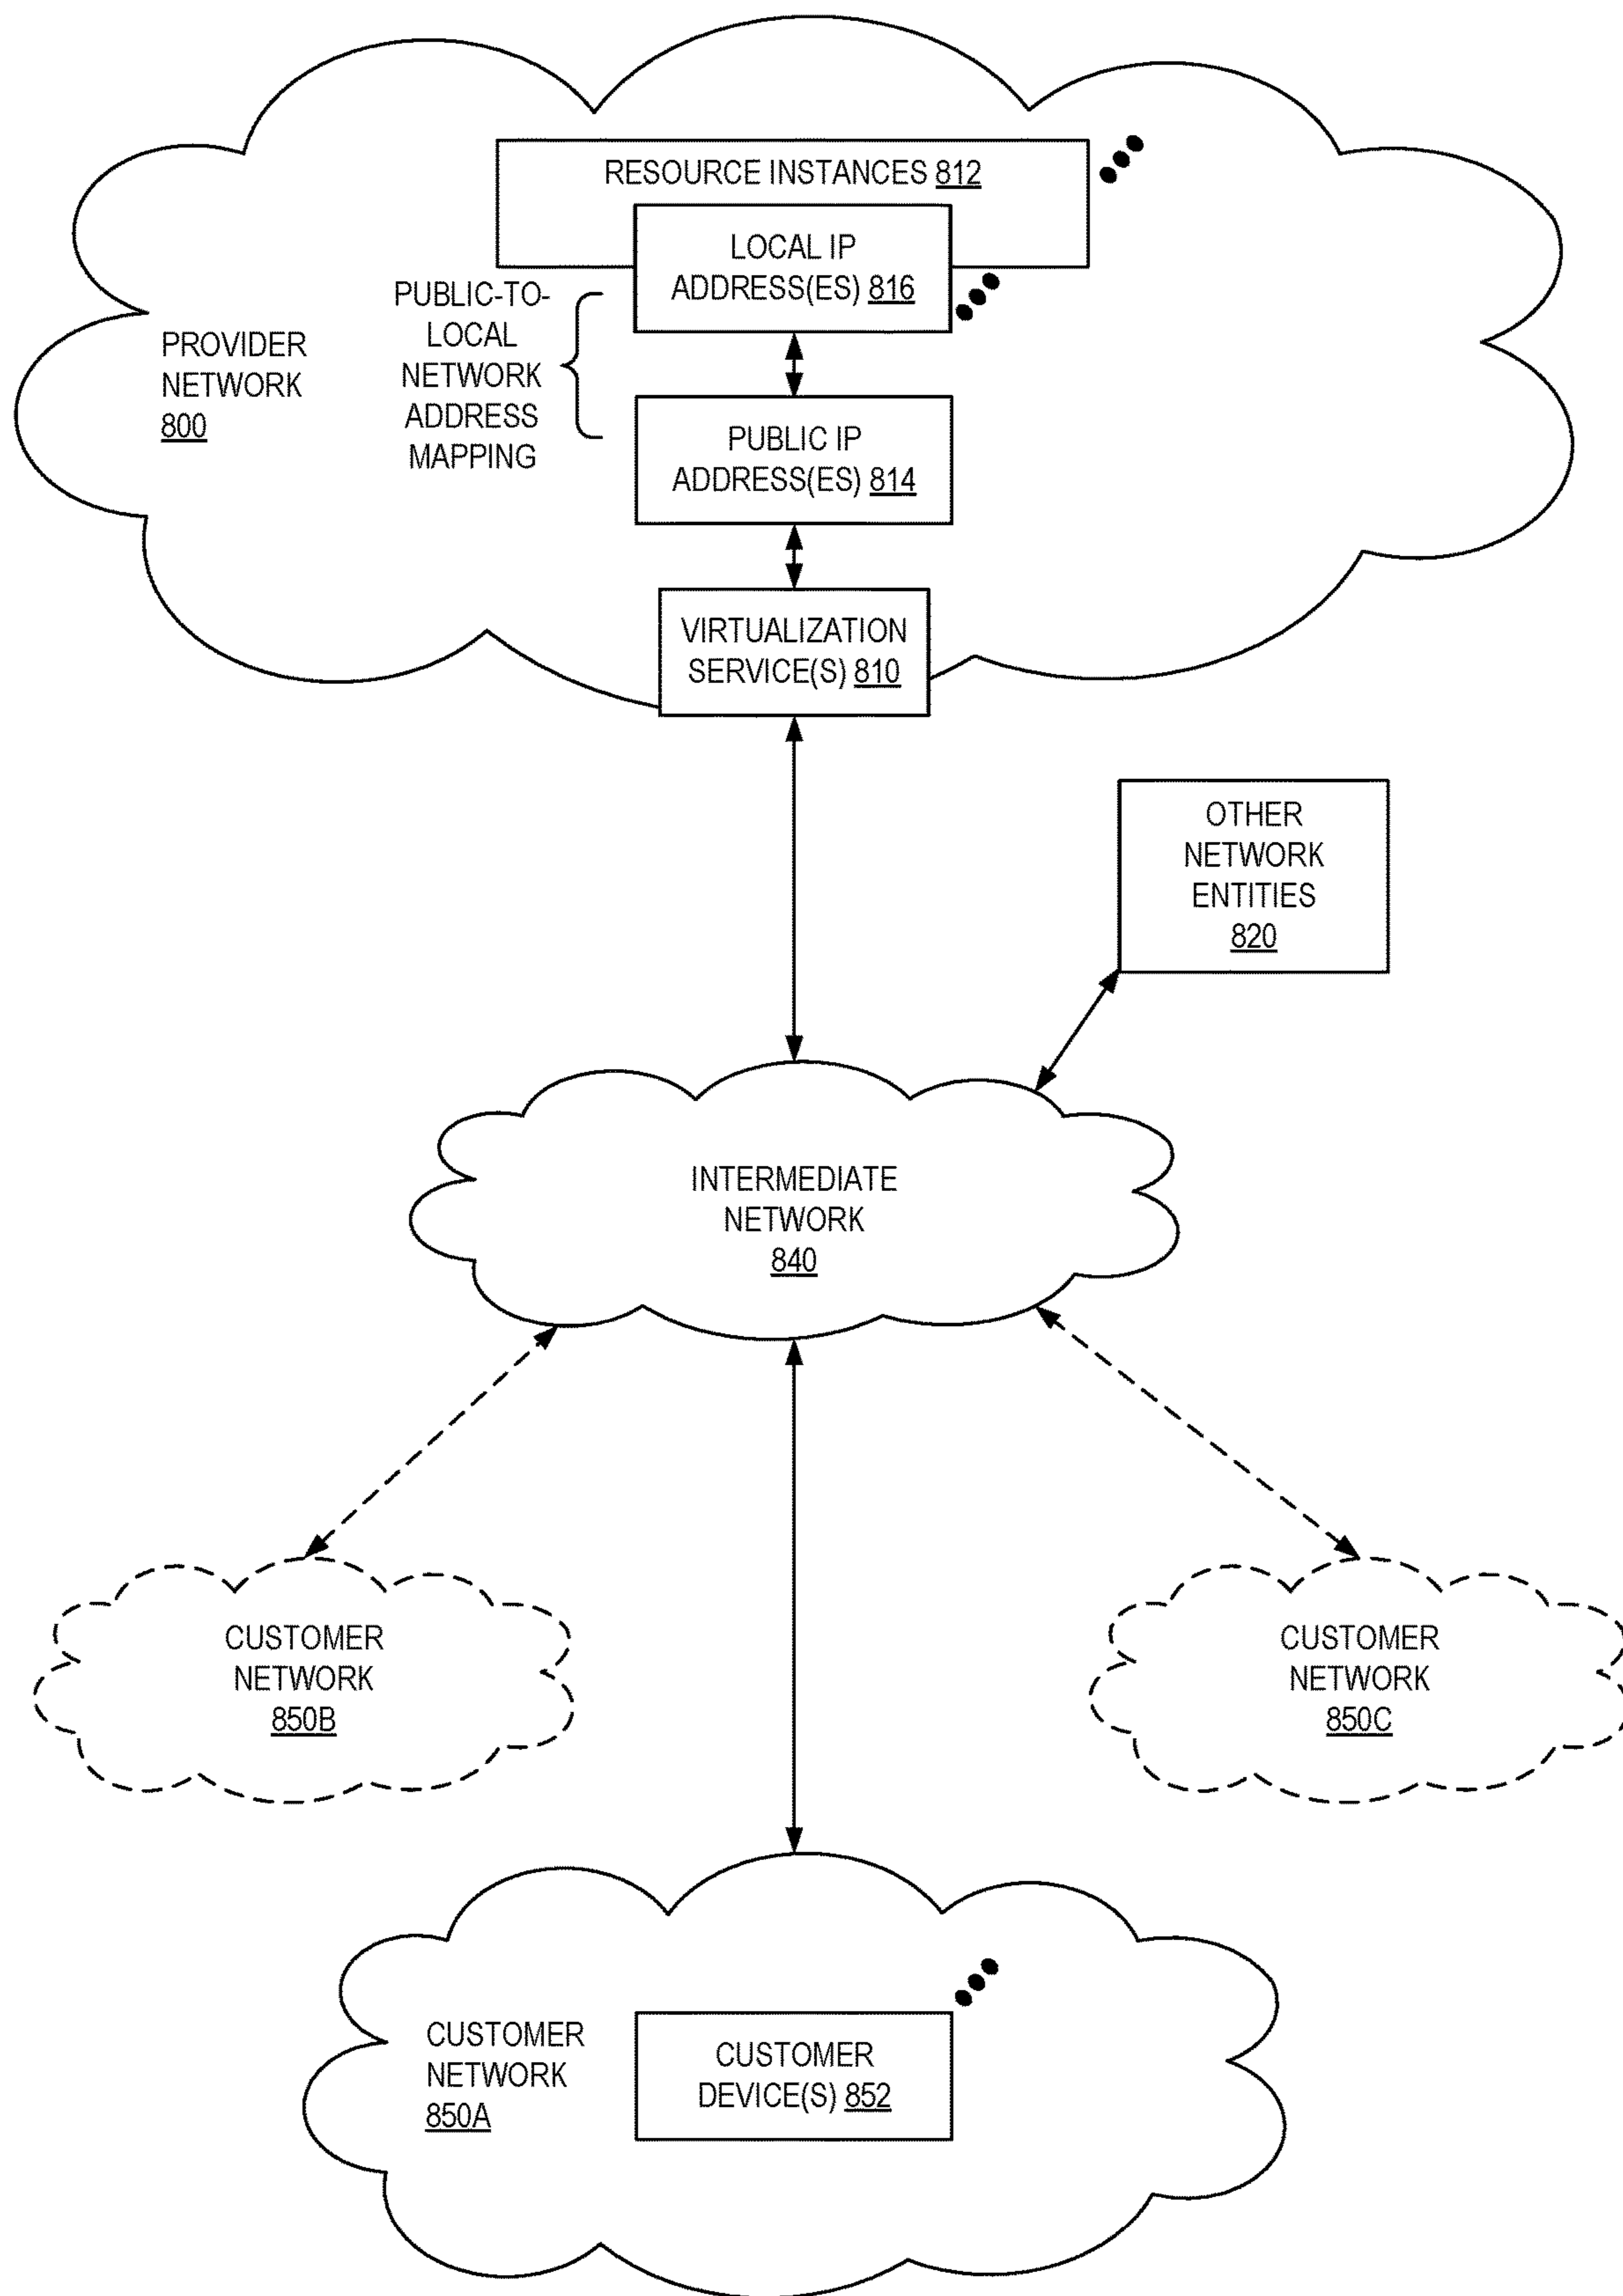 RESOURCE INSTANCES 812
LOCAL IP
ADDRESS(ES) 816
PUBLIC-TO-
LOCAL
NETWORK
ADDRESS
MAPPING
PROVIDER
NETWORK
800
PUBLIC IP
ADDRESS(ES) 814
VIRTUALIZATION
SERVICE(S) 810
OTHER
NETWORK
ENTITIES
820
INTERMEDIATE
NETWORK
840
CUSTOMER
NETWORK
850B
CUSTOMER
NETWORK
850C
CUSTOMER
NETWORK
850A
CUSTOMER
DEVICE(S) 852